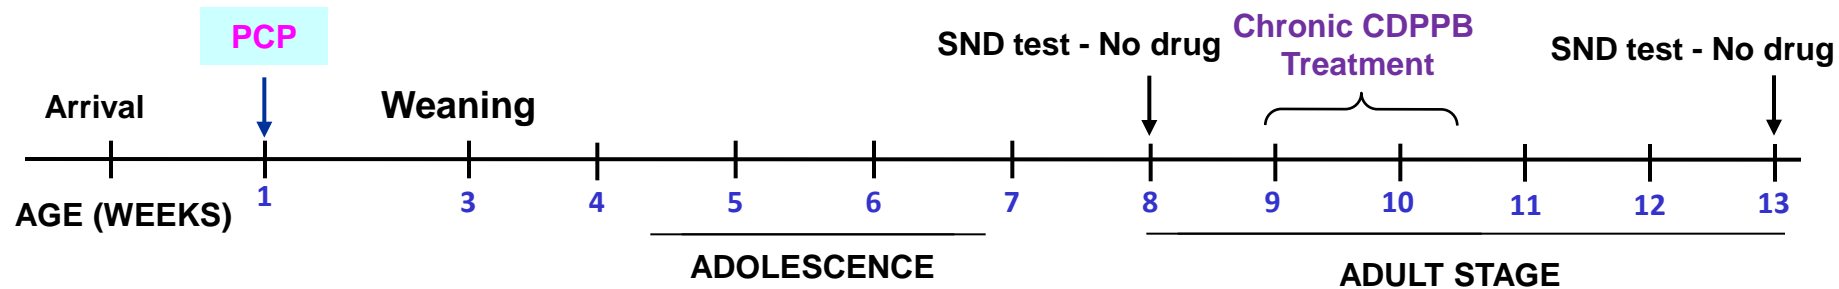 PCP
SND test - No drug
Chronic CDPPB
Treatment
SND test - No drug
Arrival
Weaning
AGE (WEEKS)
1
3
4
5
6
7
8
9
10
11
12
13
ADOLESCENCE
ADULT STAGE